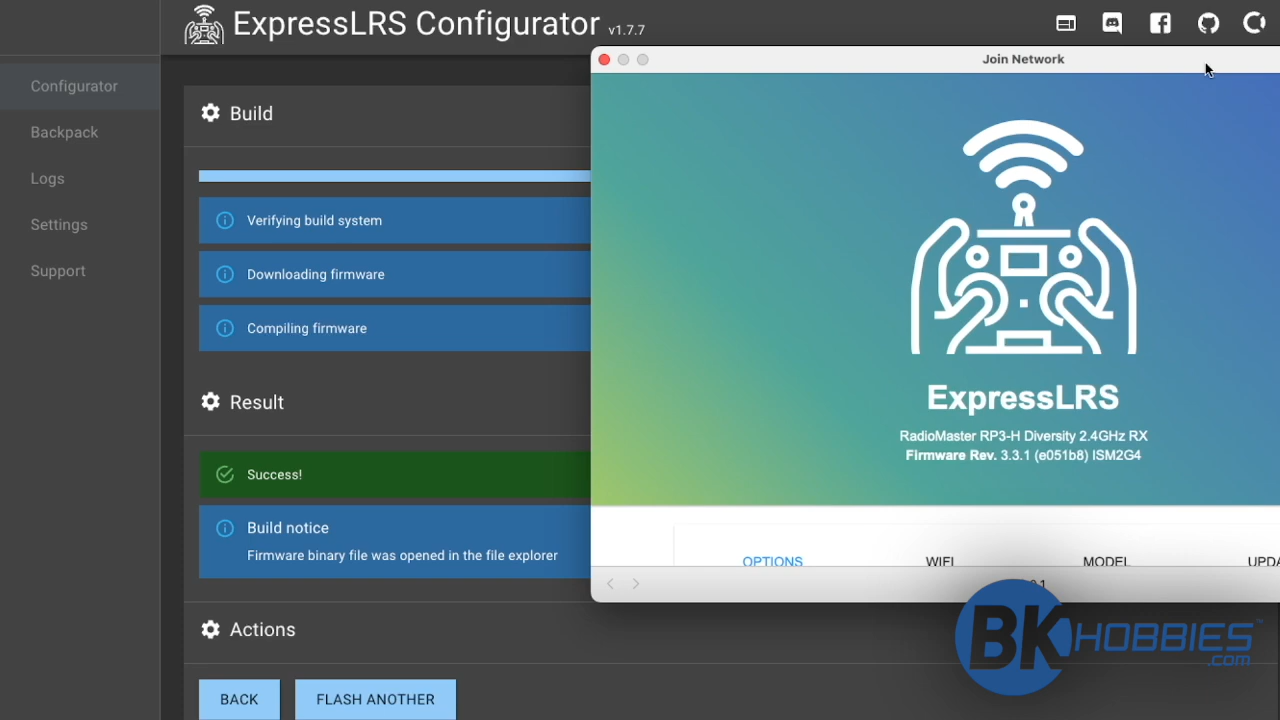 ExpressLRS Configurator v1.7.7
Join Network
Configurator
Backpack
Logs
Settings
Support
Build
Verifying build system
Downloading firmware
Compiling firmware
Result
Success!
Build notice
Firmware binary file was opened in the file explorer
Actions
BACK
FLASH ANOTHER
ExpressLRS
RadioMaster RP3-H Diversity 2.4GHz RX
Firmware Rev. 3.3.1 (e051b8) ISM2G4
OPTIONS
WIFI
MODEL
BKHOBBIES™
.com